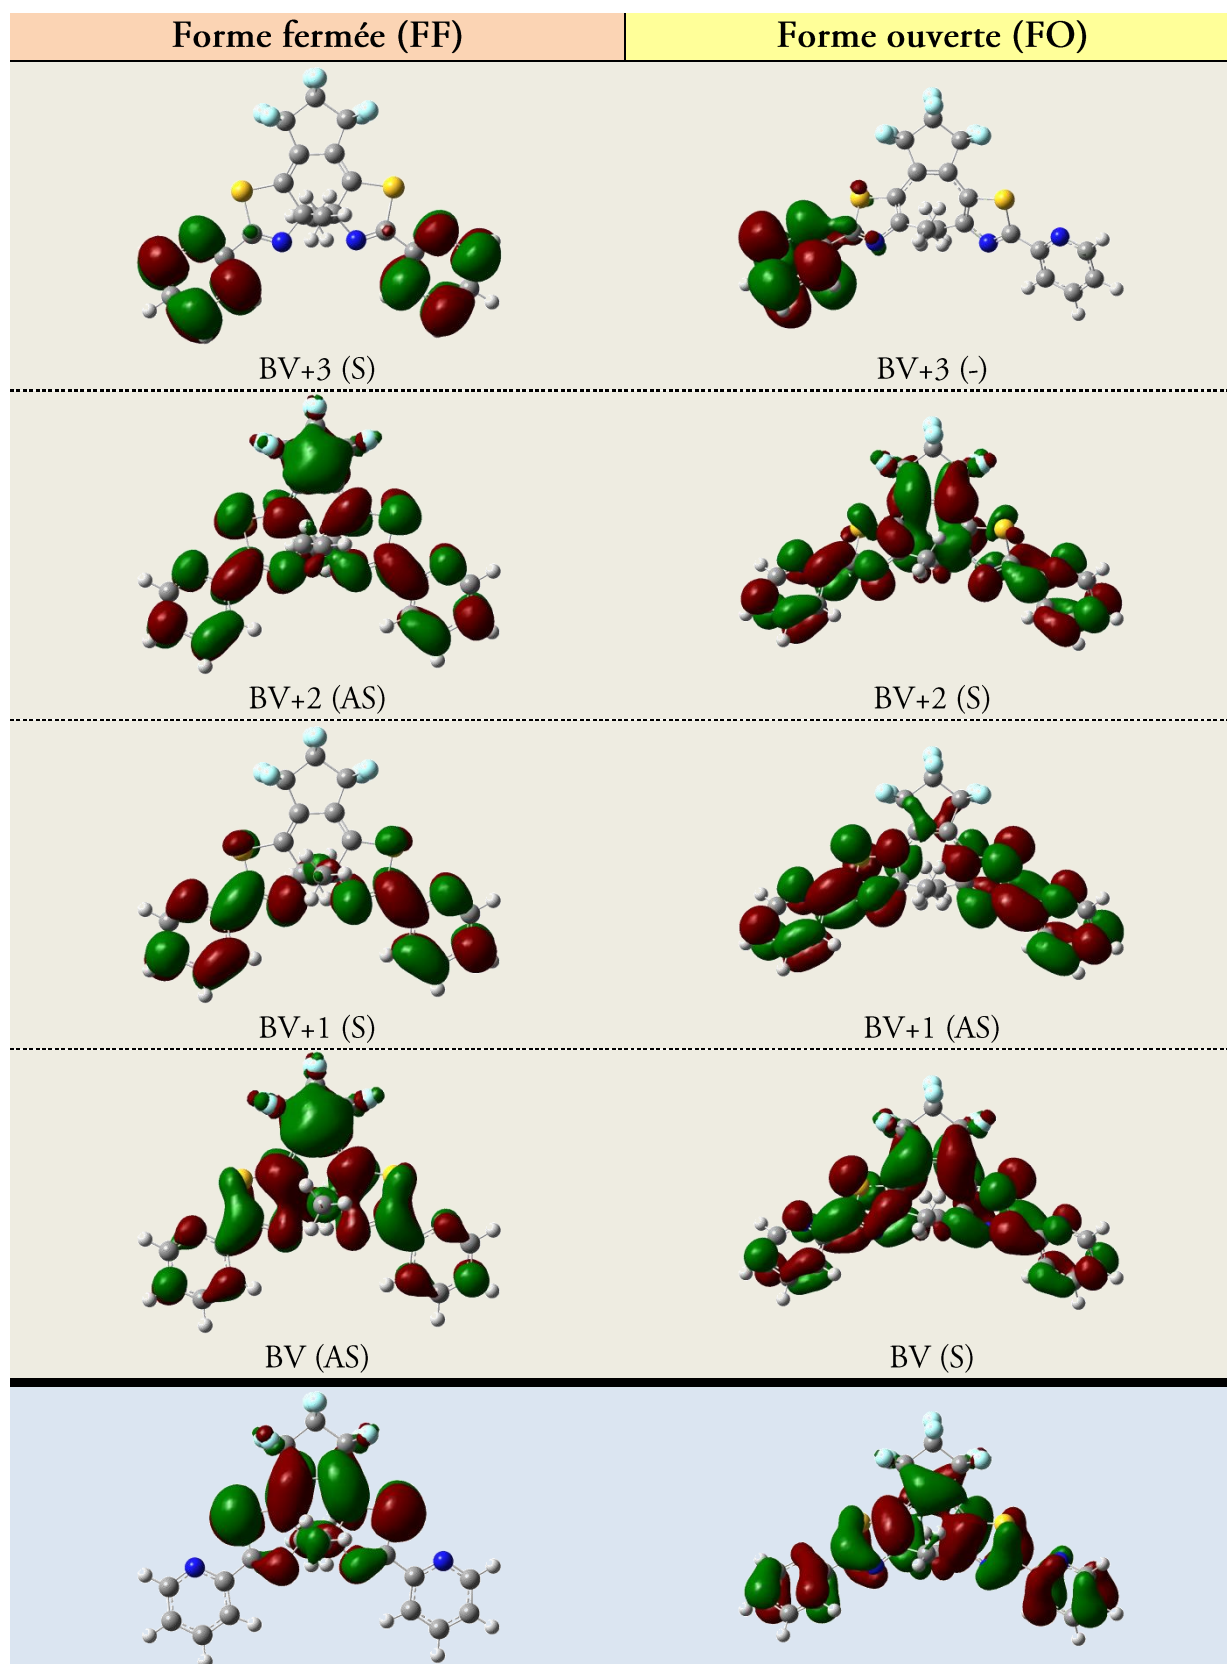 Forme fermée (FF)
Forme ouverte (FO)
BV+3 (S)
BV+3 (-)
BV+2 (AS)
BV+2 (S)
BV+1 (S)
BV+1 (AS)
BV (AS)
BV (S)